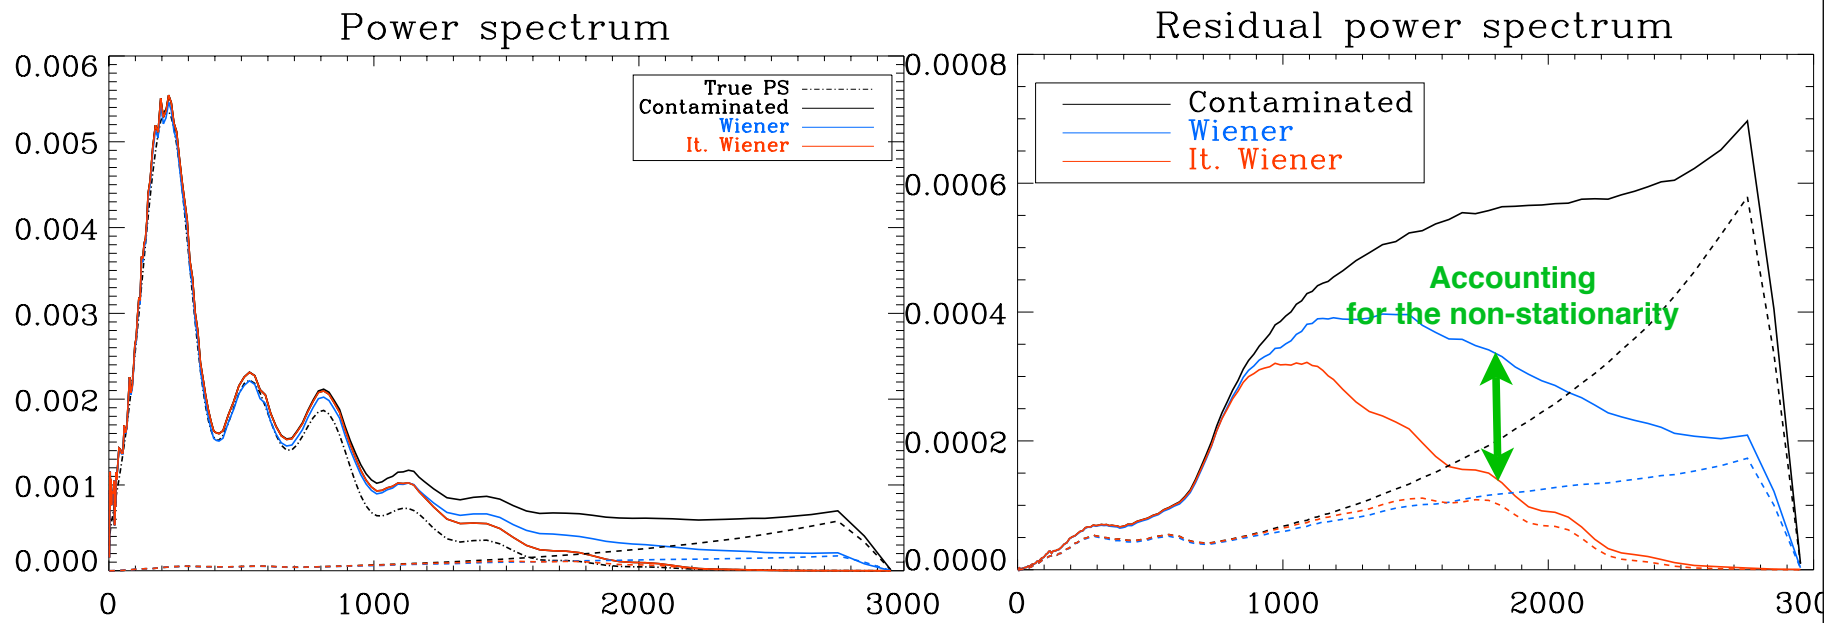 Power spectrum
0.006
0.005
0.004
0.003
0.002
0.001
0.000
0 1000 2000 3000
True PS
Contaminated
Wiener
It. Wiener
Residual power spectrum
0.0008
0.0006
0.0004
0.0002
0.0000
0 1000 2000 300
Contaminated
Wiener
It. Wiener
Accounting
for the non-stationarity